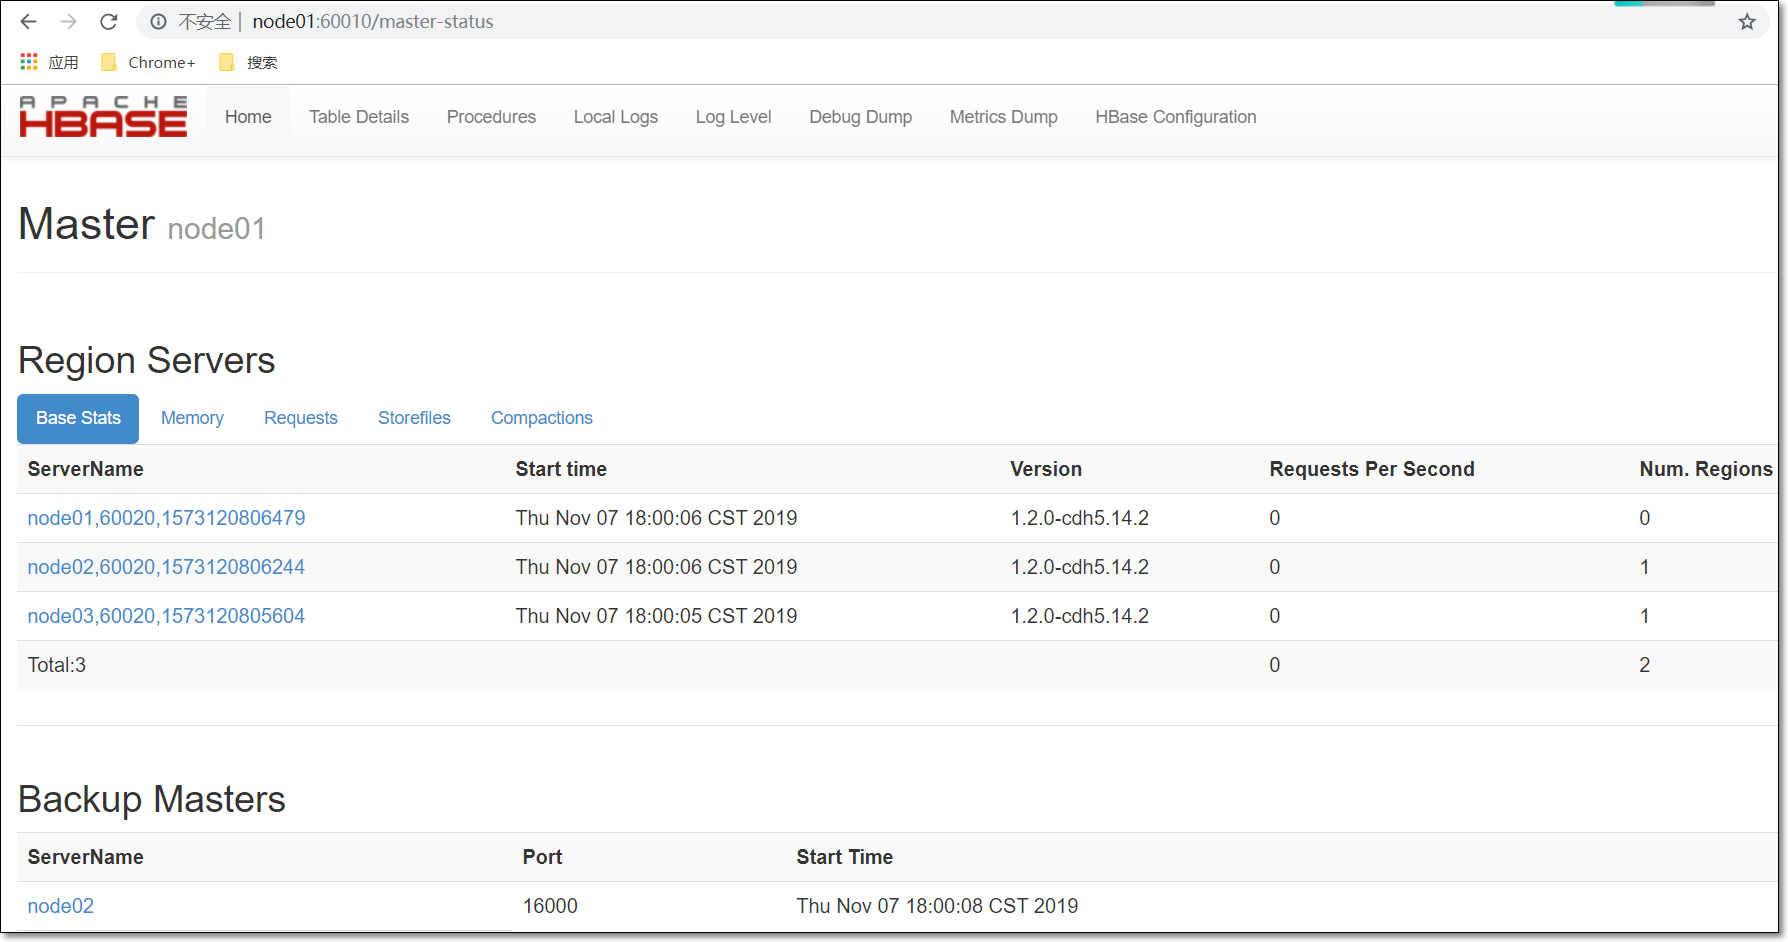 不安全 | node01:60010/master-status
应用 Chrome+ 搜索
APACHE
HBASE
Home Table Details Procedures Local Logs Log Level Debug Dump Metrics Dump HBase Configuration
Master node01
Region Servers
Base Stats Memory Requests Storefiles Compactions
ServerName Start time Version Requests Per Second Num. Regions
node01,60020,1573120806479 Thu Nov 07 18:00:06 CST 2019 1.2.0-cdh5.14.2 0 0
node02,60020,1573120806244 Thu Nov 07 18:00:06 CST 2019 1.2.0-cdh5.14.2 0 1
node03,60020,1573120805604 Thu Nov 07 18:00:05 CST 2019 1.2.0-cdh5.14.2 0 1
Total:3 0 2
Backup Masters
ServerName Port Start Time
node02 16000 Thu Nov 07 18:00:08 CST 2019